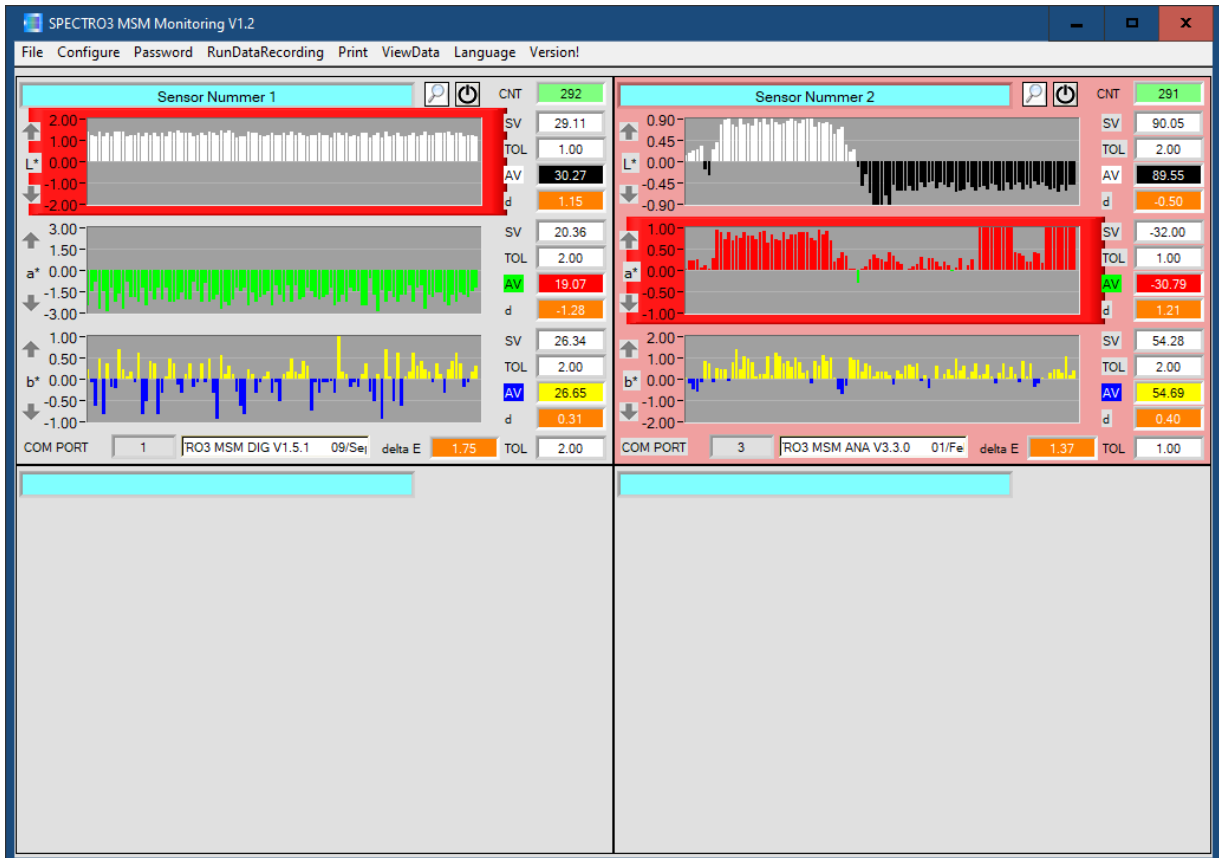 SPECTRO3 MSM Monitoring V1.2
File Configure Password RunDataRecording Print ViewData Language Version!
Sensor Nummer 1
CNT 292
L*
2.00
1.00
0.00
-1.00
-2.00
SV 29.11
TOL 1.00
AV 30.27
d 1.15
a*
3.00
1.50
0.00
-1.50
-3.00
SV 20.36
TOL 2.00
AV 19.07
d -1.28
b*
1.00
0.50
0.00
-0.50
-1.00
SV 26.34
TOL 2.00
AV 26.65
d 0.31
COM PORT 1 RO3 MSM DIG V1.5.1 09/Se delta E 1.75 TOL 2.00
Sensor Nummer 2
CNT 291
L*
0.90
0.45
0.00
-0.45
-0.90
SV 90.05
TOL 2.00
AV 89.55
d -0.50
a*
1.00
0.50
0.00
-0.50
-1.00
SV -32.00
TOL 1.00
AV -30.79
d 1.21
b*
2.00
1.00
0.00
-1.00
-2.00
SV 54.28
TOL 2.00
AV 54.69
d 0.40
COM PORT 3 RO3 MSM ANA V3.3.0 01/Fe delta E 1.37 TOL 1.00